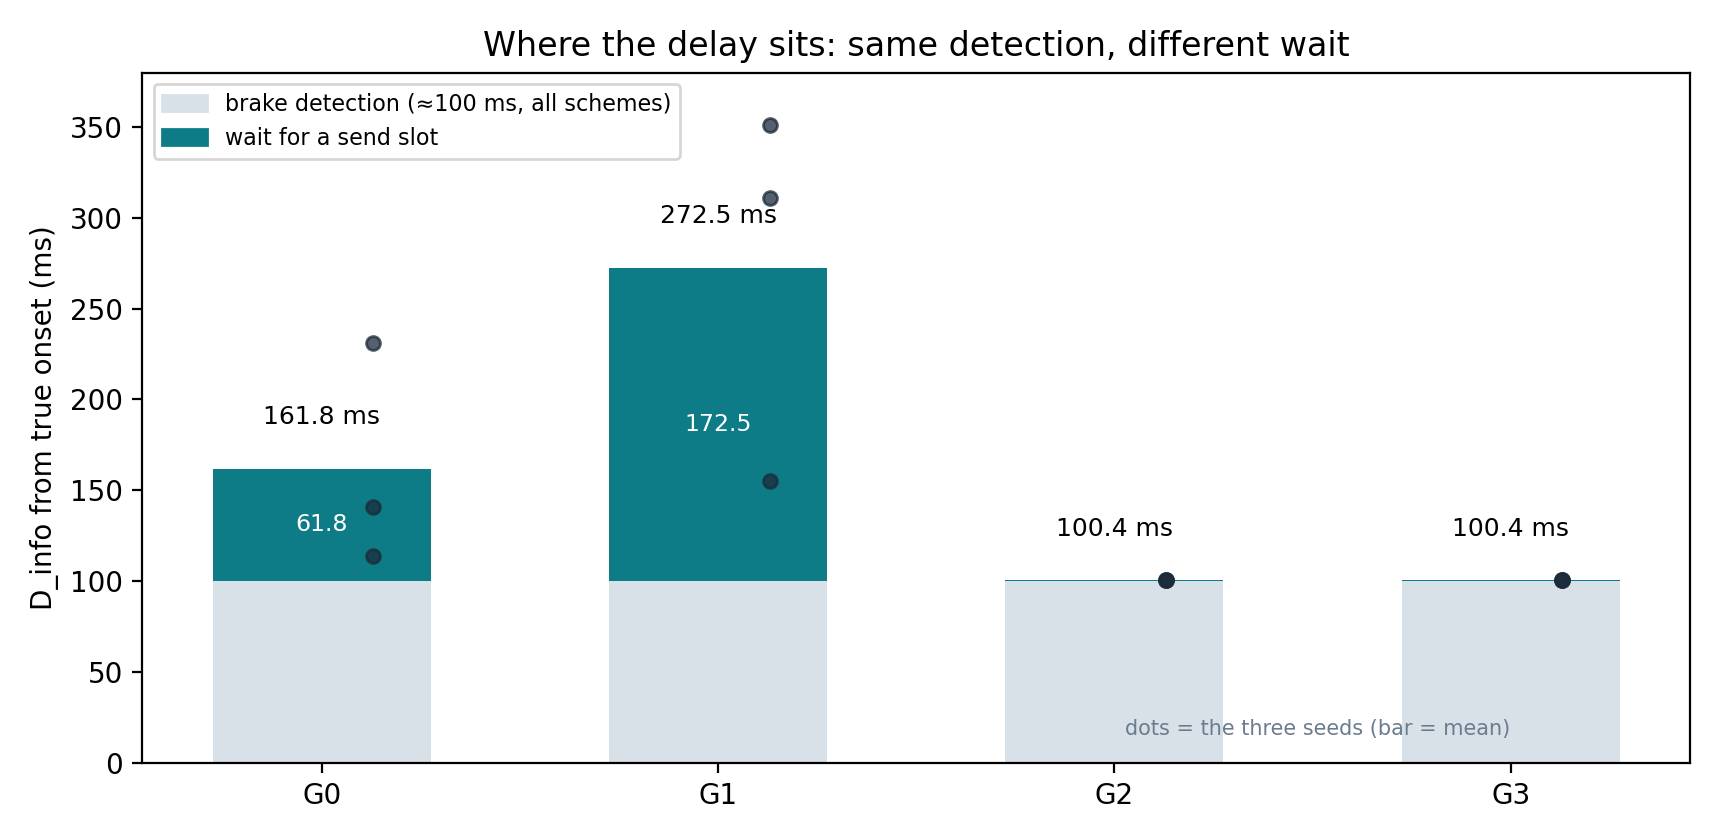 Where the delay sits: same detection, different wait
brake detection (≈100 ms, all schemes)
wait for a send slot
D_info from true onset (ms)
350
300
250
200
150
100
50
0
161.8 ms
61.8
272.5 ms
172.5
100.4 ms
100.4 ms
dots = the three seeds (bar = mean)
G0
G1
G2
G3